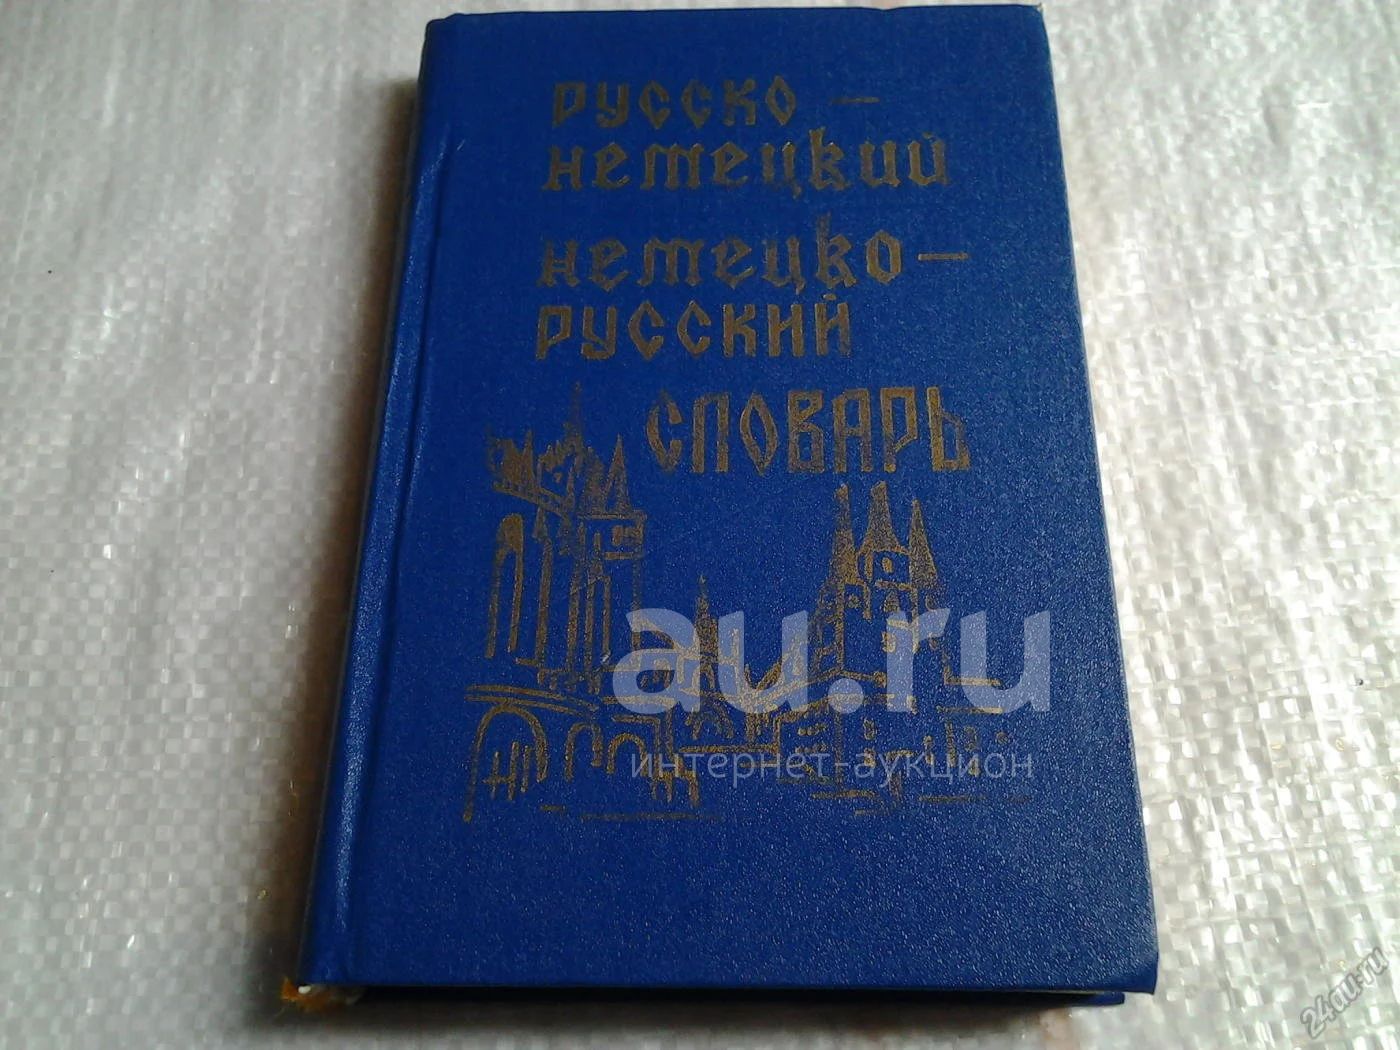 русско —
немецкий
немецко —
русский
словарь
au.ru
интернет-аукцион
24au.ru